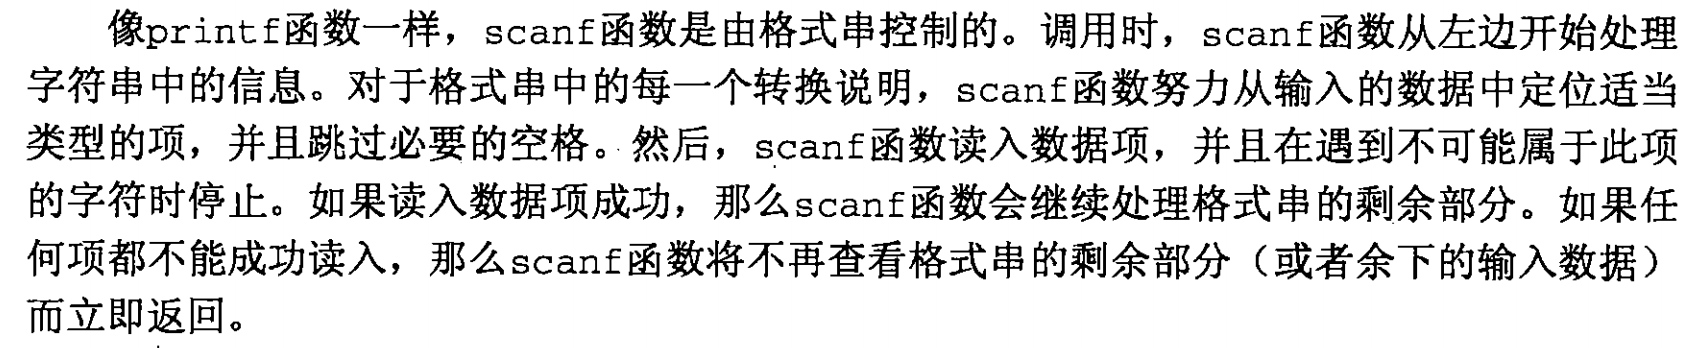 像printf函数一样，scanf函数是由格式串控制的。调用时，scanf函数从左边开始处理
字符串中的信息。对于格式串中的每一个转换说明，scanf函数努力从输入的数据中定位适当
类型的项，并且跳过必要的空格。然后，scanf函数读入数据项，并且在遇到不可能属于此项
的字符时停止。如果读入数据项成功，那么scanf函数会继续处理格式串的剩余部分。如果任
何项都不能成功读入，那么scanf函数将不再查看格式串的剩余部分（或者余下的输入数据）
而立即返回。